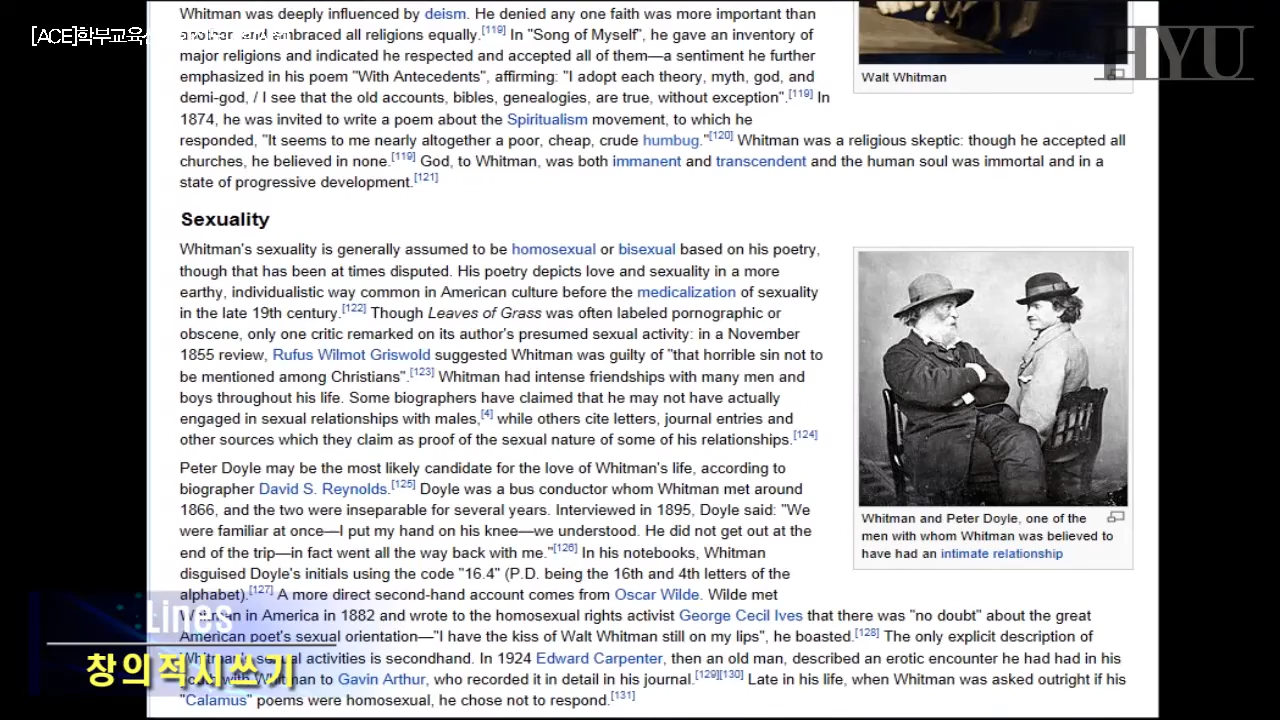 [ACE]학부교육선
HYU
Whitman was deeply influenced by deism. He denied any one faith was more important than
embraced all religions equally.[119] In "Song of Myself", he gave an inventory of
major religions and indicated he respected and accepted all of them—a sentiment he further
emphasized in his poem "With Antecedents", affirming: "I adopt each theory, myth, god, and
demi-god, / I see that the old accounts, bibles, genealogies, are true, without exception".[119] In
1874, he was invited to write a poem about the Spiritualism movement, to which he
responded, "It seems to me nearly altogether a poor, cheap, crude humbug."[120] Whitman was a religious skeptic: though he accepted all
churches, he believed in none.[119] God, to Whitman, was both immanent and transcendent and the human soul was immortal and in a
state of progressive development.[121]
Walt Whitman
Sexuality
Whitman's sexuality is generally assumed to be homosexual or bisexual based on his poetry,
though that has been at times disputed. His poetry depicts love and sexuality in a more
earthy, individualistic way common in American culture before the medicalization of sexuality
in the late 19th century.[122] Though Leaves of Grass was often labeled pornographic or
obscene, only one critic remarked on its author's presumed sexual activity: in a November
1855 review, Rufus Wilmot Griswold suggested Whitman was guilty of "that horrible sin not to
be mentioned among Christians".[123] Whitman had intense friendships with many men and
boys throughout his life. Some biographers have claimed that he may not have actually
engaged in sexual relationships with males,[4] while others cite letters, journal entries and
other sources which they claim as proof of the sexual nature of some of his relationships.[124]
Peter Doyle may be the most likely candidate for the love of Whitman's life, according to
biographer David S. Reynolds.[125] Doyle was a bus conductor whom Whitman met around
1866, and the two were inseparable for several years. Interviewed in 1895, Doyle said: "We
were familiar at once—I put my hand on his knee—we understood. He did not get out at the
end of the trip—in fact went all the way back with me."[126] In his notebooks, Whitman
disguised Doyle's initials using the code "16.4" (P.D. being the 16th and 4th letters of the
alphabet).[127] A more direct second-hand account comes from Oscar Wilde. Wilde met
Whitman in America in 1882 and wrote to the homosexual rights activist George Cecil Ives that there was "no doubt" about the great
American poet's sexual orientation—"I have the kiss of Walt Whitman still on my lips", he boasted.[128] The only explicit description of
Whitman's sexual activities is secondhand. In 1924 Edward Carpenter, then an old man, described an erotic encounter he had had in his
with Whitman to Gavin Arthur, who recorded it in detail in his journal.[129][130] Late in his life, when Whitman was asked outright if his
"Calamus" poems were homosexual, he chose not to respond.[131]
Whitman and Peter Doyle, one of the
men with whom Whitman was believed to
have had an intimate relationship
Lines
창의적시쓰기